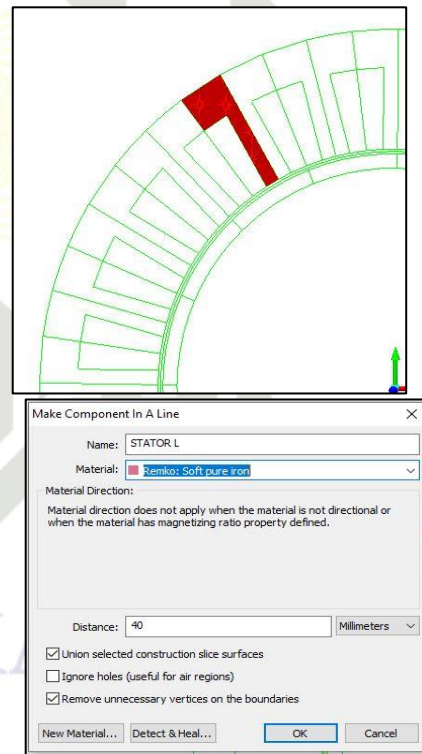 Make Component In A Line
Name: STATOR L
Material: Remko: Soft pure iron
Material Direction:
Material direction does not apply when the material is not directional or
when the material has magnetizing ratio property defined.
Distance: 40 Millimeters
Union selected construction slice surfaces
Ignore holes (useful for air regions)
Remove unnecessary vertices on the boundaries
New Material... Detect & Heal... OK Cancel